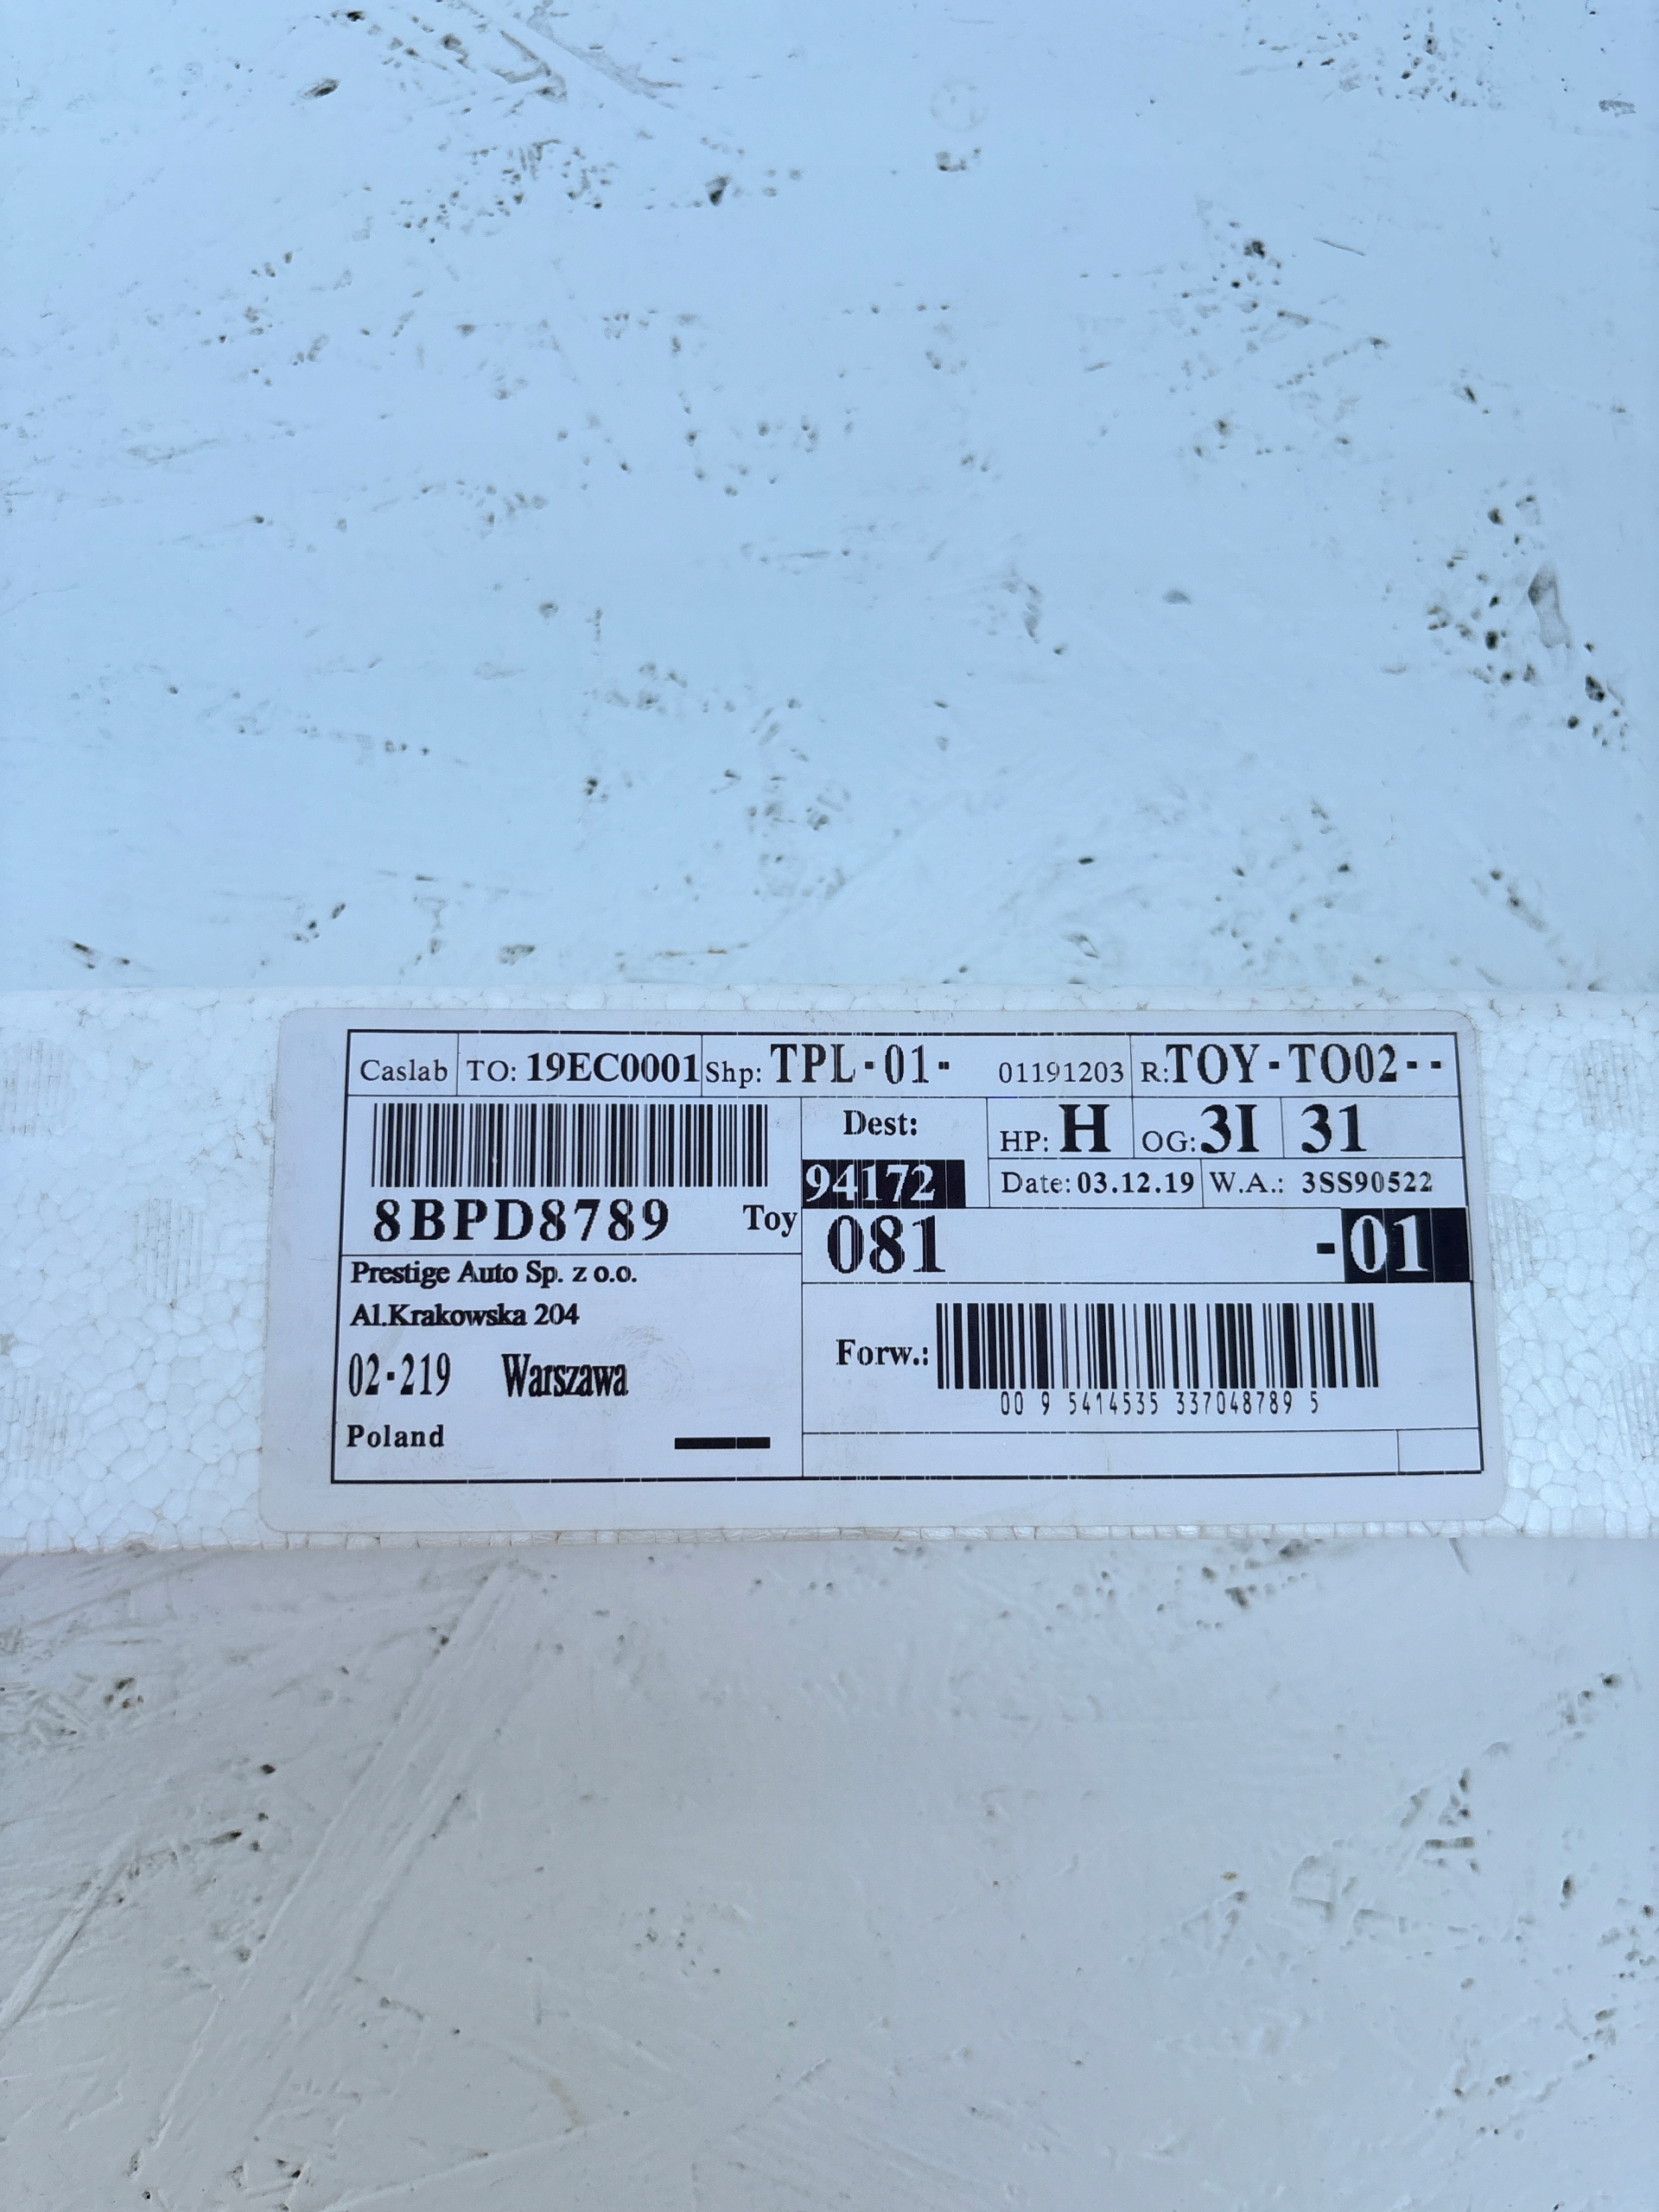 Caslab TO: 19EC0001 Shp: TPL-01- 01191203 R:TOY-TO02--
Dest: HP: H OG: 3I 31
94172 Date: 03.12.19 W.A.: 3SS90522
8BPD8789 Toy
081 -01
Prestige Auto Sp. z o.o.
Al.Krakowska 204
02-219 Warszawa
Poland
Forw.:
00 9 5414535 337048789 5